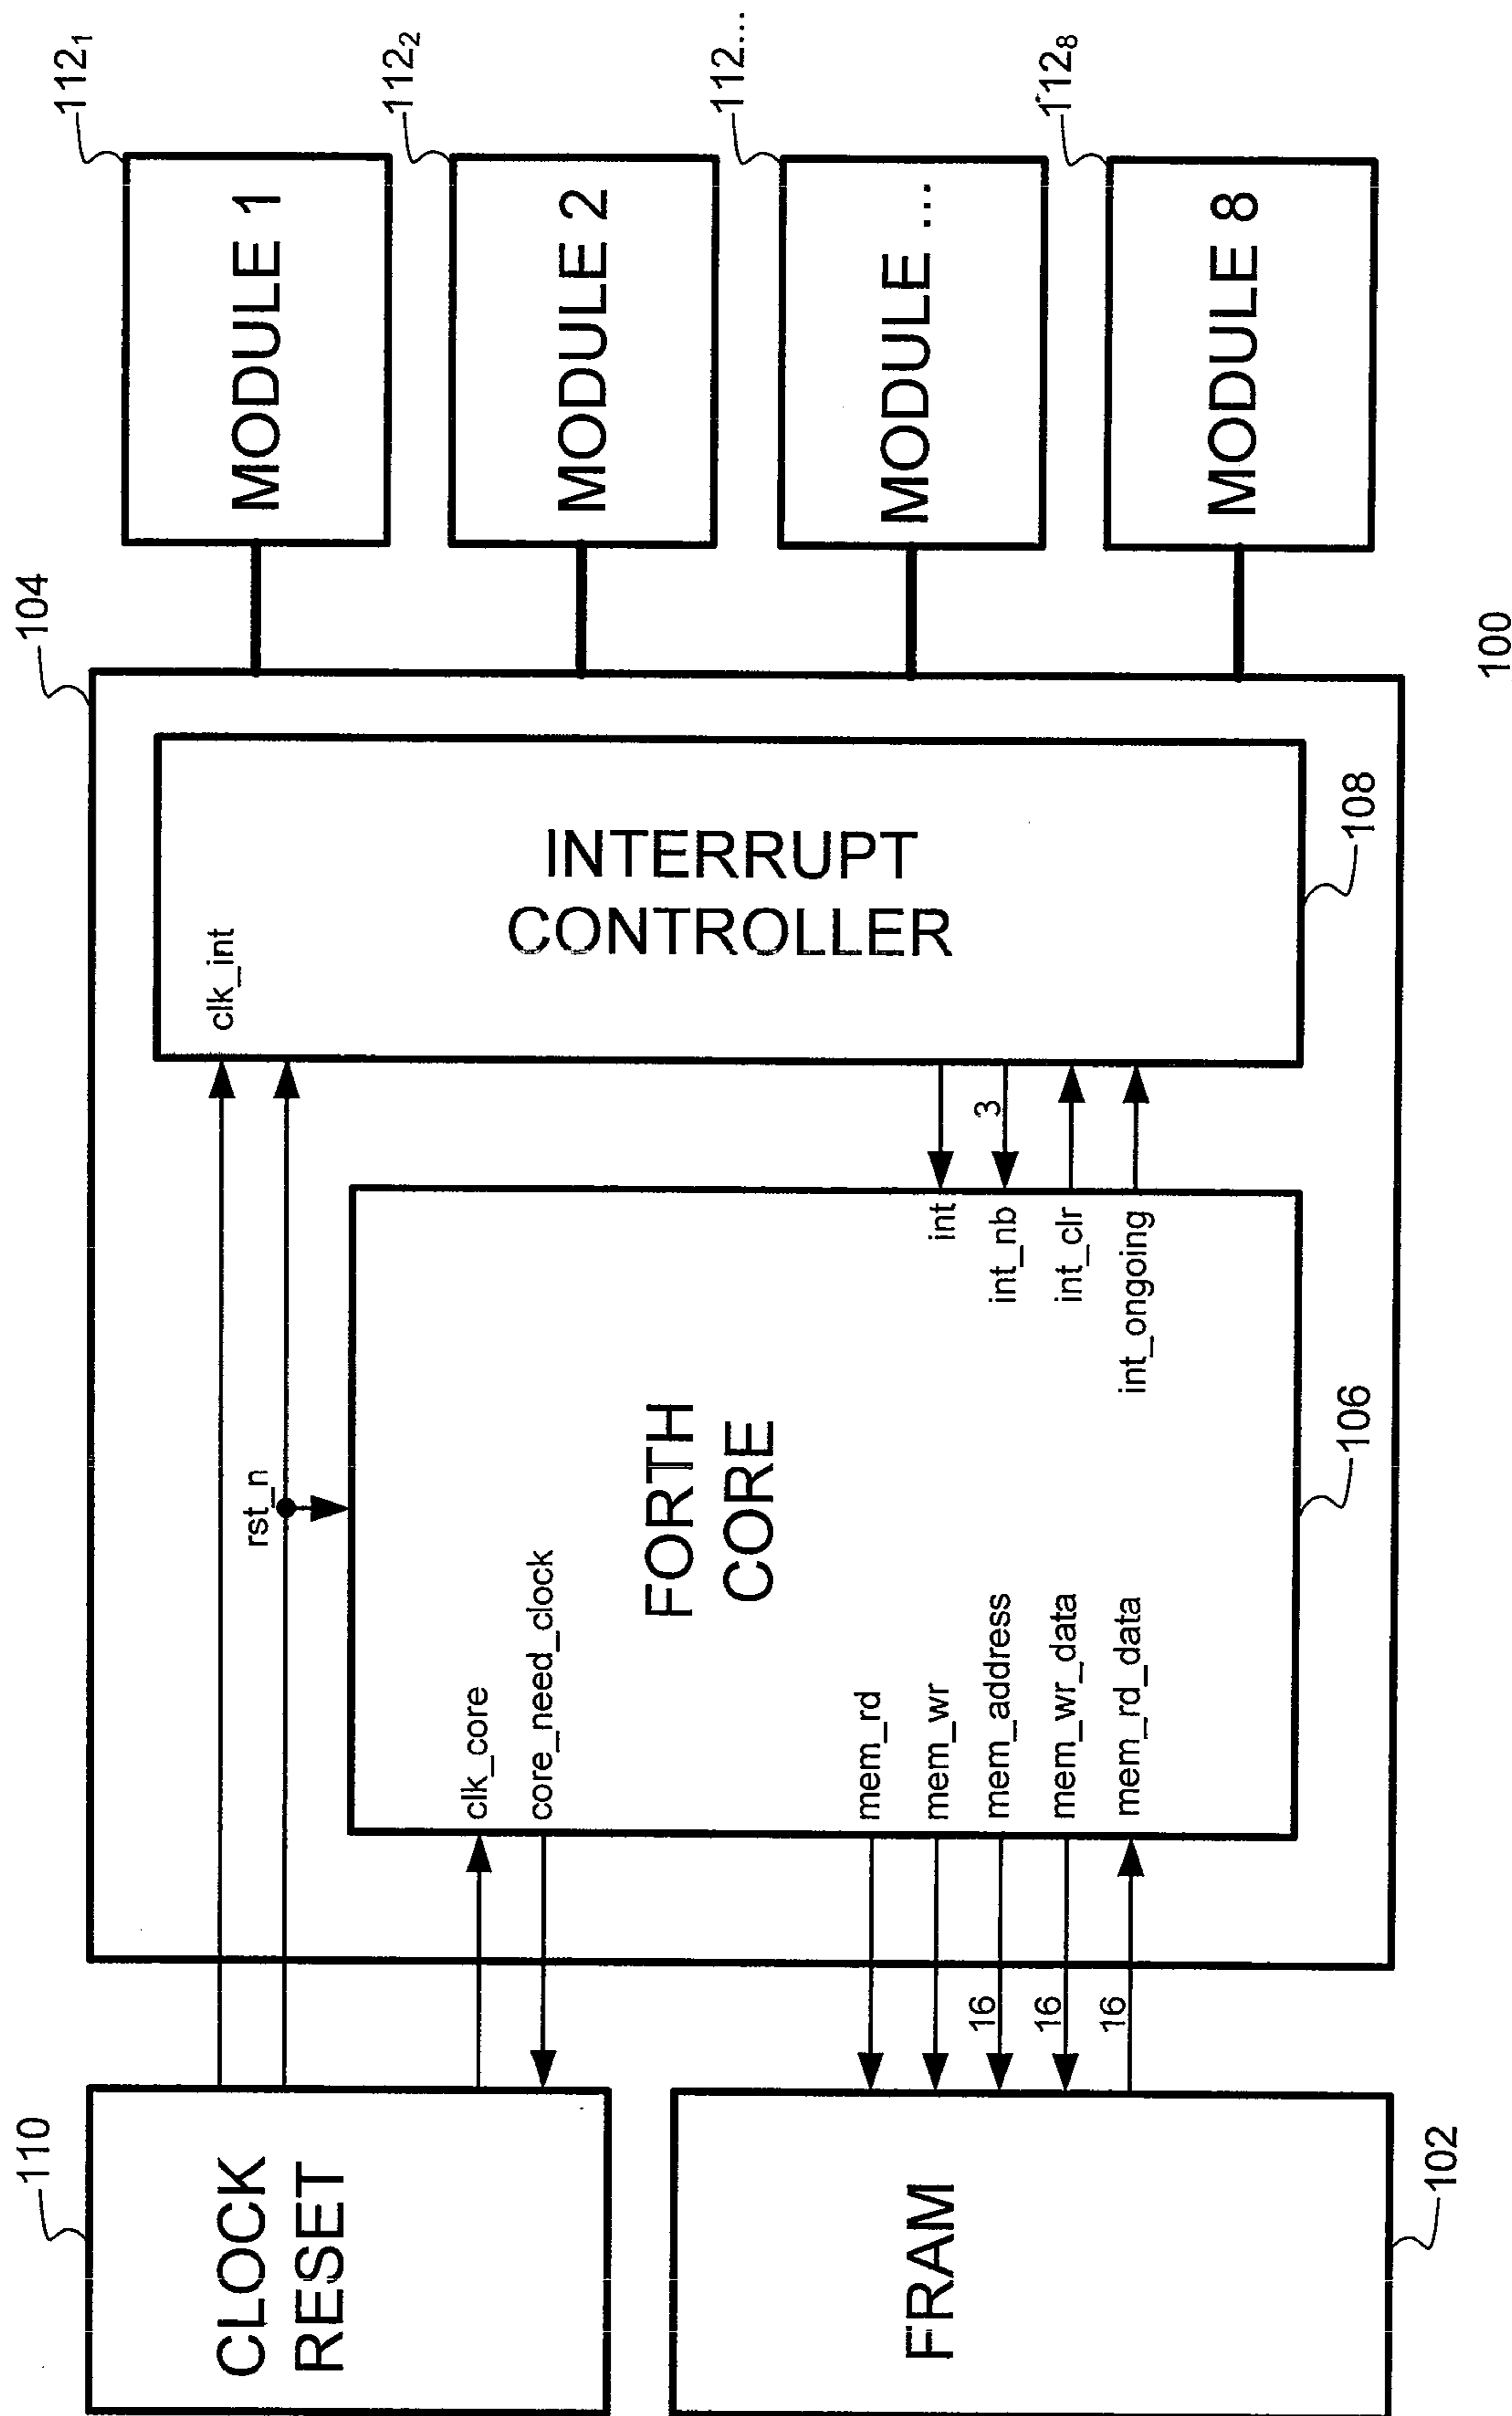 110
CLOCK
RESET
FRAM
102
104
rst_n
clk_int
clk_core
core_need_clock
FORTH
CORE
mem_rd
mem_wr
mem_address
mem_wr_data
mem_rd_data
16
16
16
int
int_nb
int_clr
int_ongoing
3
106
INTERRUPT
CONTROLLER
108
MODULE 1
112₁
MODULE 2
112₂
MODULE ...
112...
MODULE 8
112₈
100